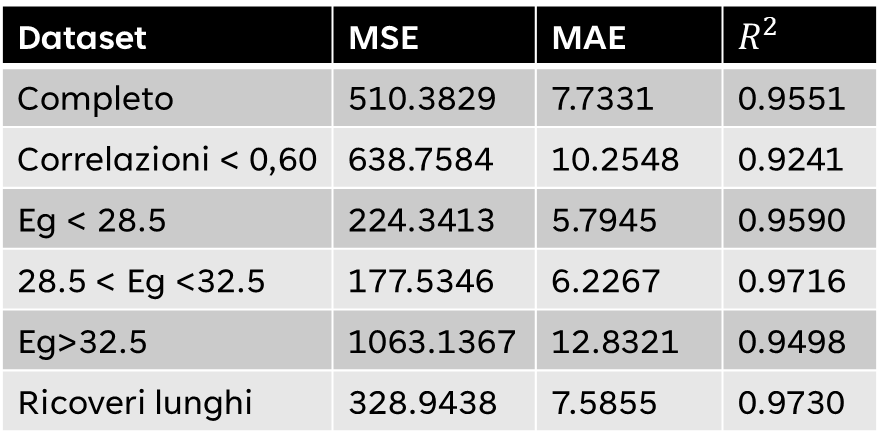 Dataset MSE MAE R²
Completo 510.3829 7.7331 0.9551
Correlazioni < 0,60 638.7584 10.2548 0.9241
Eg < 28.5 224.3413 5.7945 0.9590
28.5 < Eg <32.5 177.5346 6.2267 0.9716
Eg>32.5 1063.1367 12.8321 0.9498
Ricoveri lunghi 328.9438 7.5855 0.9730